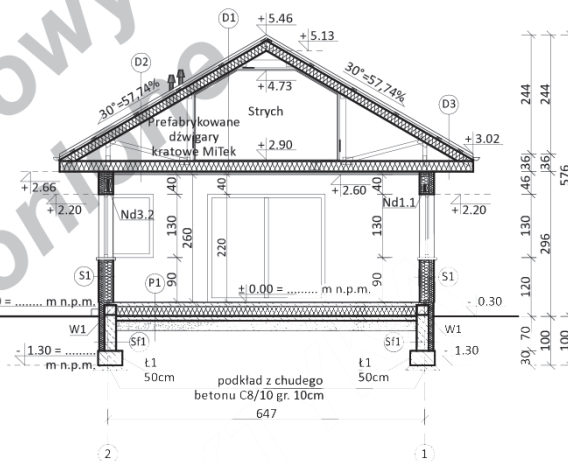 D1
+5.46
+5.13
D2
30°=57,74%
30°=57,74%
+4.73
Strych
Prefabrykowane
dźwigary
kratowe MiTek
D3
+2.90
+3.02
244
244
36
36
46
576
+2.66
40
40
+2.60
40
+2.20
Nd3.2
Nd1.1
+2.20
130
260
220
130
130
296
S1
P1
90
90
S1
120
±0.00 = ......... m n.p.m.
= ........ m n.p.m.
-0.30
W1
Sf1
Sf1
W1
70
100
100
-1.30 = .........
m n.p.m.
Ł1
50cm
Ł1
50cm
1.30
30
podkład z chudego
betonu C8/10 gr. 10cm
647
2
1